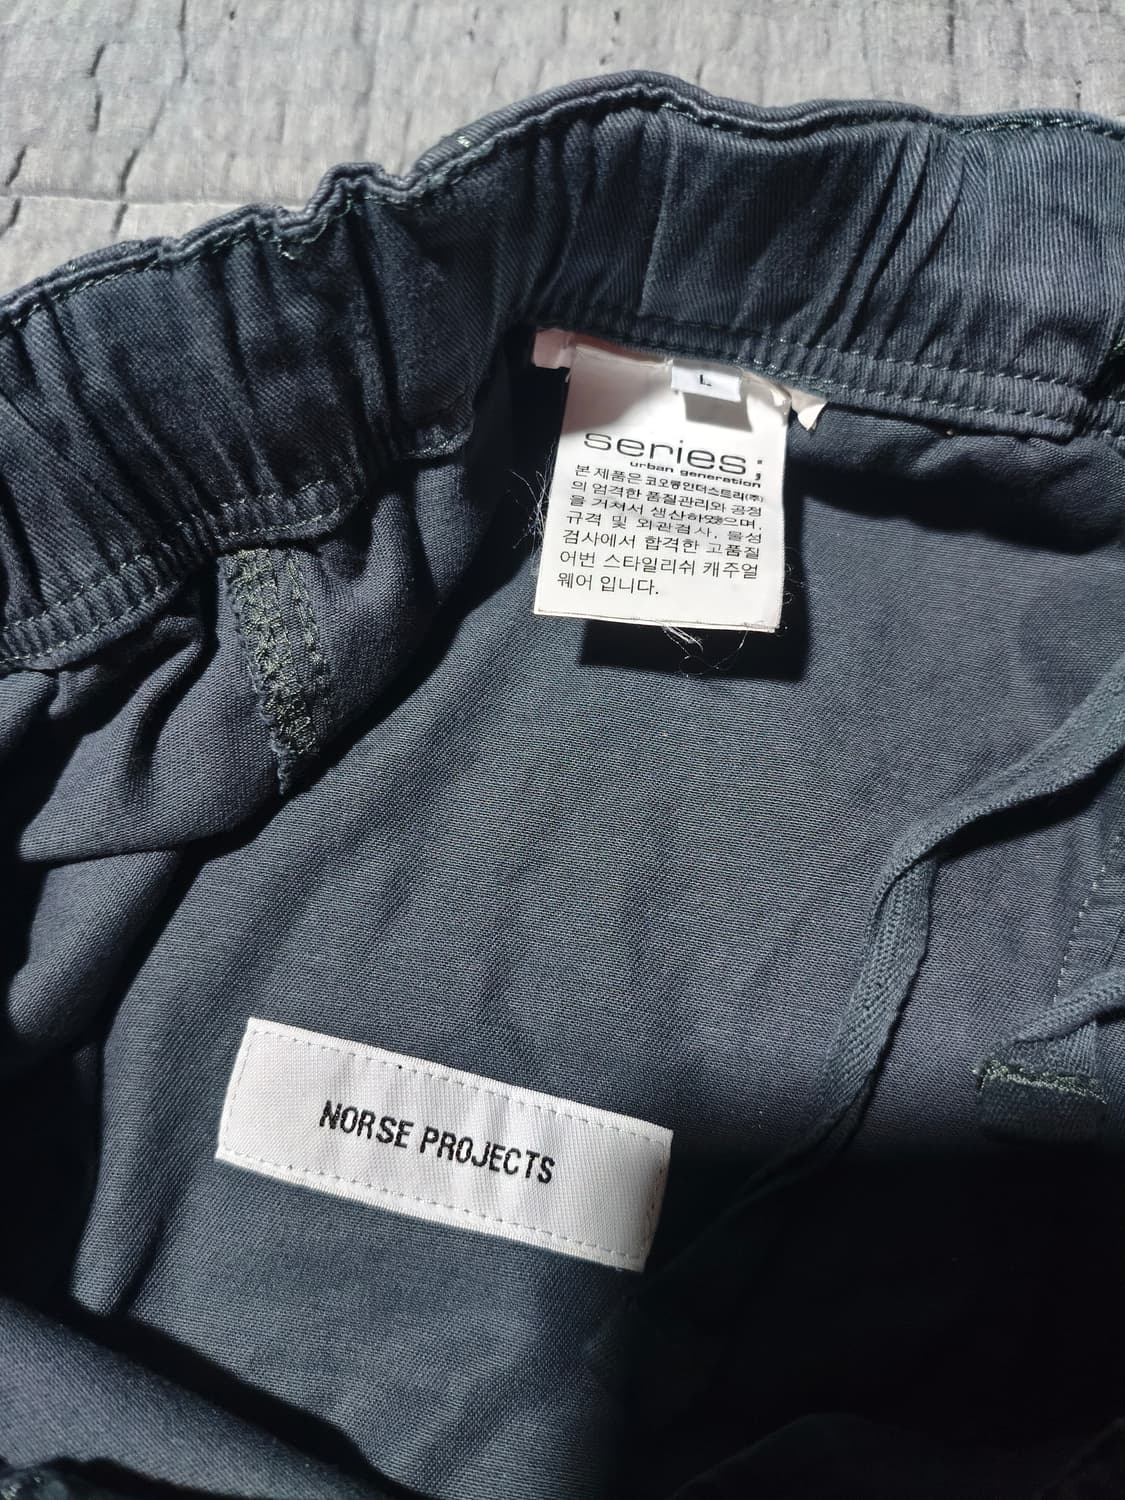 L
series;
urban generation
본 제품은 코오롱인더스트리(주)
의 엄격한 품질관리와 공정
을 거쳐서 생산하였으며,
규격 및 외관검사, 물성
검사에서 합격한 고품질
어번 스타일리쉬 캐주얼
웨어 입니다.
NORSE PROJECTS